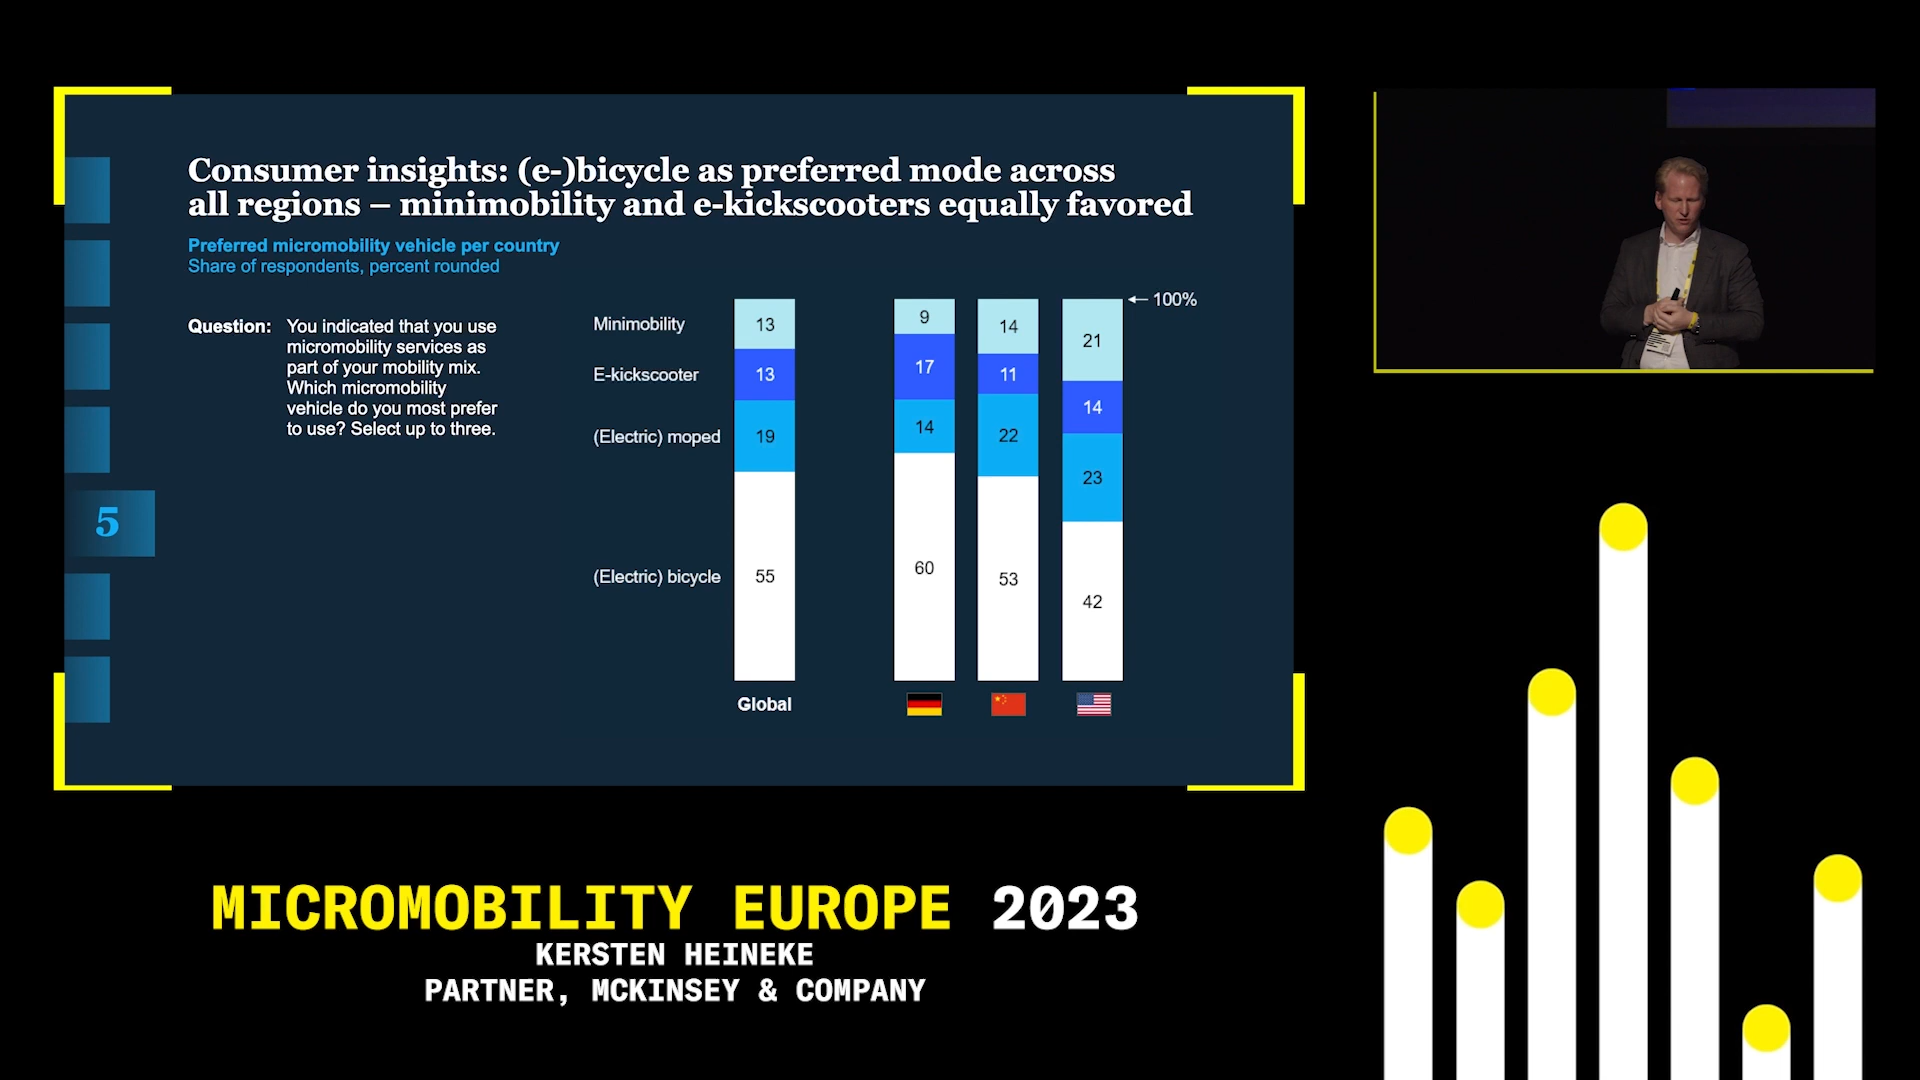 Consumer insights: (e-)bicycle as preferred mode across
all regions – minimobility and e-kickscooters equally favored
Preferred micromobility vehicle per country
Share of respondents, percent rounded
Question: You indicated that you use
micromobility services as
part of your mobility mix.
Which micromobility
vehicle do you most prefer
to use? Select up to three.
5
100%
Minimobility 13 9 14 21
E-kickscooter 13 17 11 14
(Electric) moped 19 14 22 23
(Electric) bicycle 55 60 53 42
Global
MICROMOBILITY EUROPE 2023
KERSTEN HEINEKE
PARTNER, MCKINSEY & COMPANY